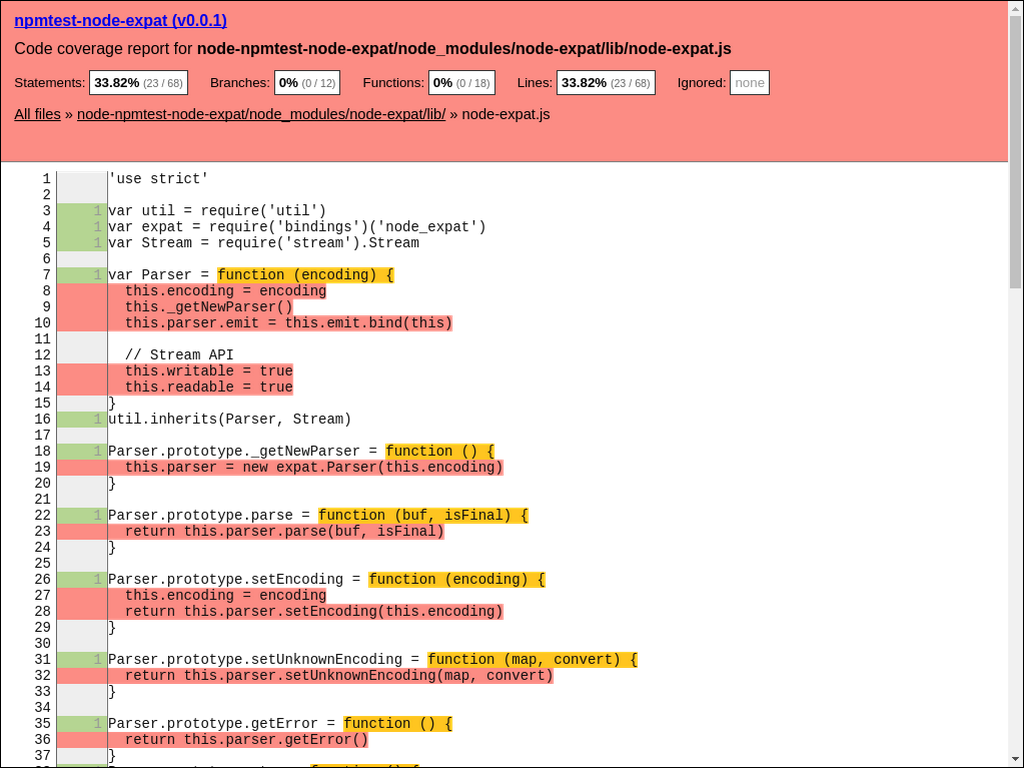 npmtest-node-expat (v0.0.1)
Code coverage report for node-npmtest-node-expat/node_modules/node-expat/lib/node-expat.js
Statements: 33.82% (23 / 68) Branches: 0% (0 / 12) Functions: 0% (0 / 18) Lines: 33.82% (23 / 68) Ignored: none
All files » node-npmtest-node-expat/node_modules/node-expat/lib/ » node-expat.js
1 'use strict'
2
3 1 var util = require('util')
4 1 var expat = require('bindings')('node_expat')
5 1 var Stream = require('stream').Stream
6
7 1 var Parser = function (encoding) {
8 this.encoding = encoding
9 this._getNewParser()
10 this.parser.emit = this.emit.bind(this)
11
12 // Stream API
13 this.writable = true
14 this.readable = true
15 }
16 1 util.inherits(Parser, Stream)
17
18 1 Parser.prototype._getNewParser = function () {
19 this.parser = new expat.Parser(this.encoding)
20 }
21
22 1 Parser.prototype.parse = function (buf, isFinal) {
23 return this.parser.parse(buf, isFinal)
24 }
25
26 1 Parser.prototype.setEncoding = function (encoding) {
27 this.encoding = encoding
28 return this.parser.setEncoding(this.encoding)
29 }
30
31 1 Parser.prototype.setUnknownEncoding = function (map, convert) {
32 return this.parser.setUnknownEncoding(map, convert)
33 }
34
35 1 Parser.prototype.getError = function () {
36 return this.parser.getError()
37 }